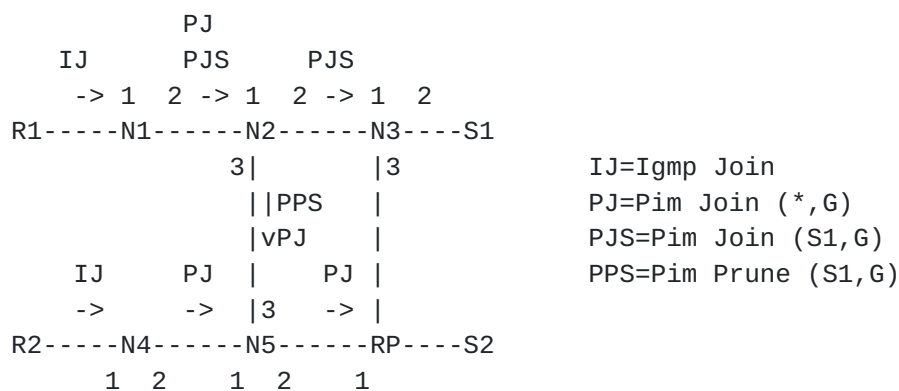 PJ
IJ PJS PJS
-> 1 2 -> 1 2 -> 1 2
R1-----N1------N2------N3----S1
3| |3 IJ=Igmp Join
||PPS | PJ=Pim Join (*,G)
|vPJ | PJS=Pim Join (S1,G)
IJ PJ | PJ | PPS=Pim Prune (S1,G)
-> -> |3 -> |
R2-----N4------N5------RP----S2
1 2 1 2 1